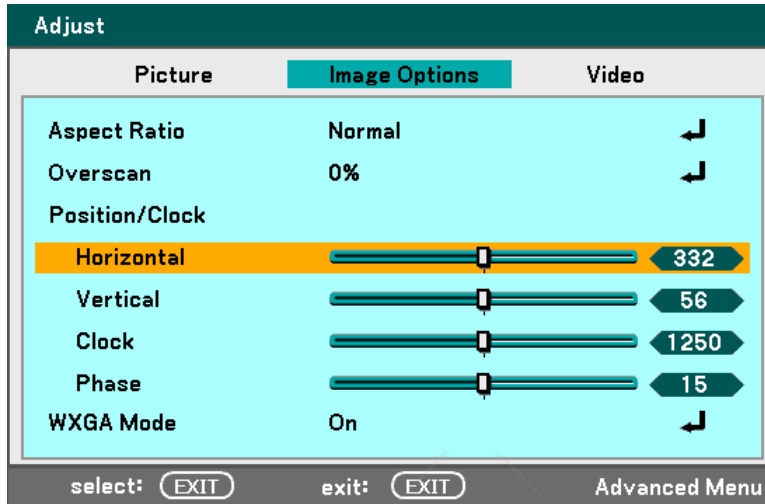 Adjust
Picture Image Options Video
Aspect Ratio Normal
Overscan 0%
Position/Clock
Horizontal 332
Vertical 56
Clock 1250
Phase 15
WXGA Mode On
select: EXIT exit: EXIT Advanced Menu